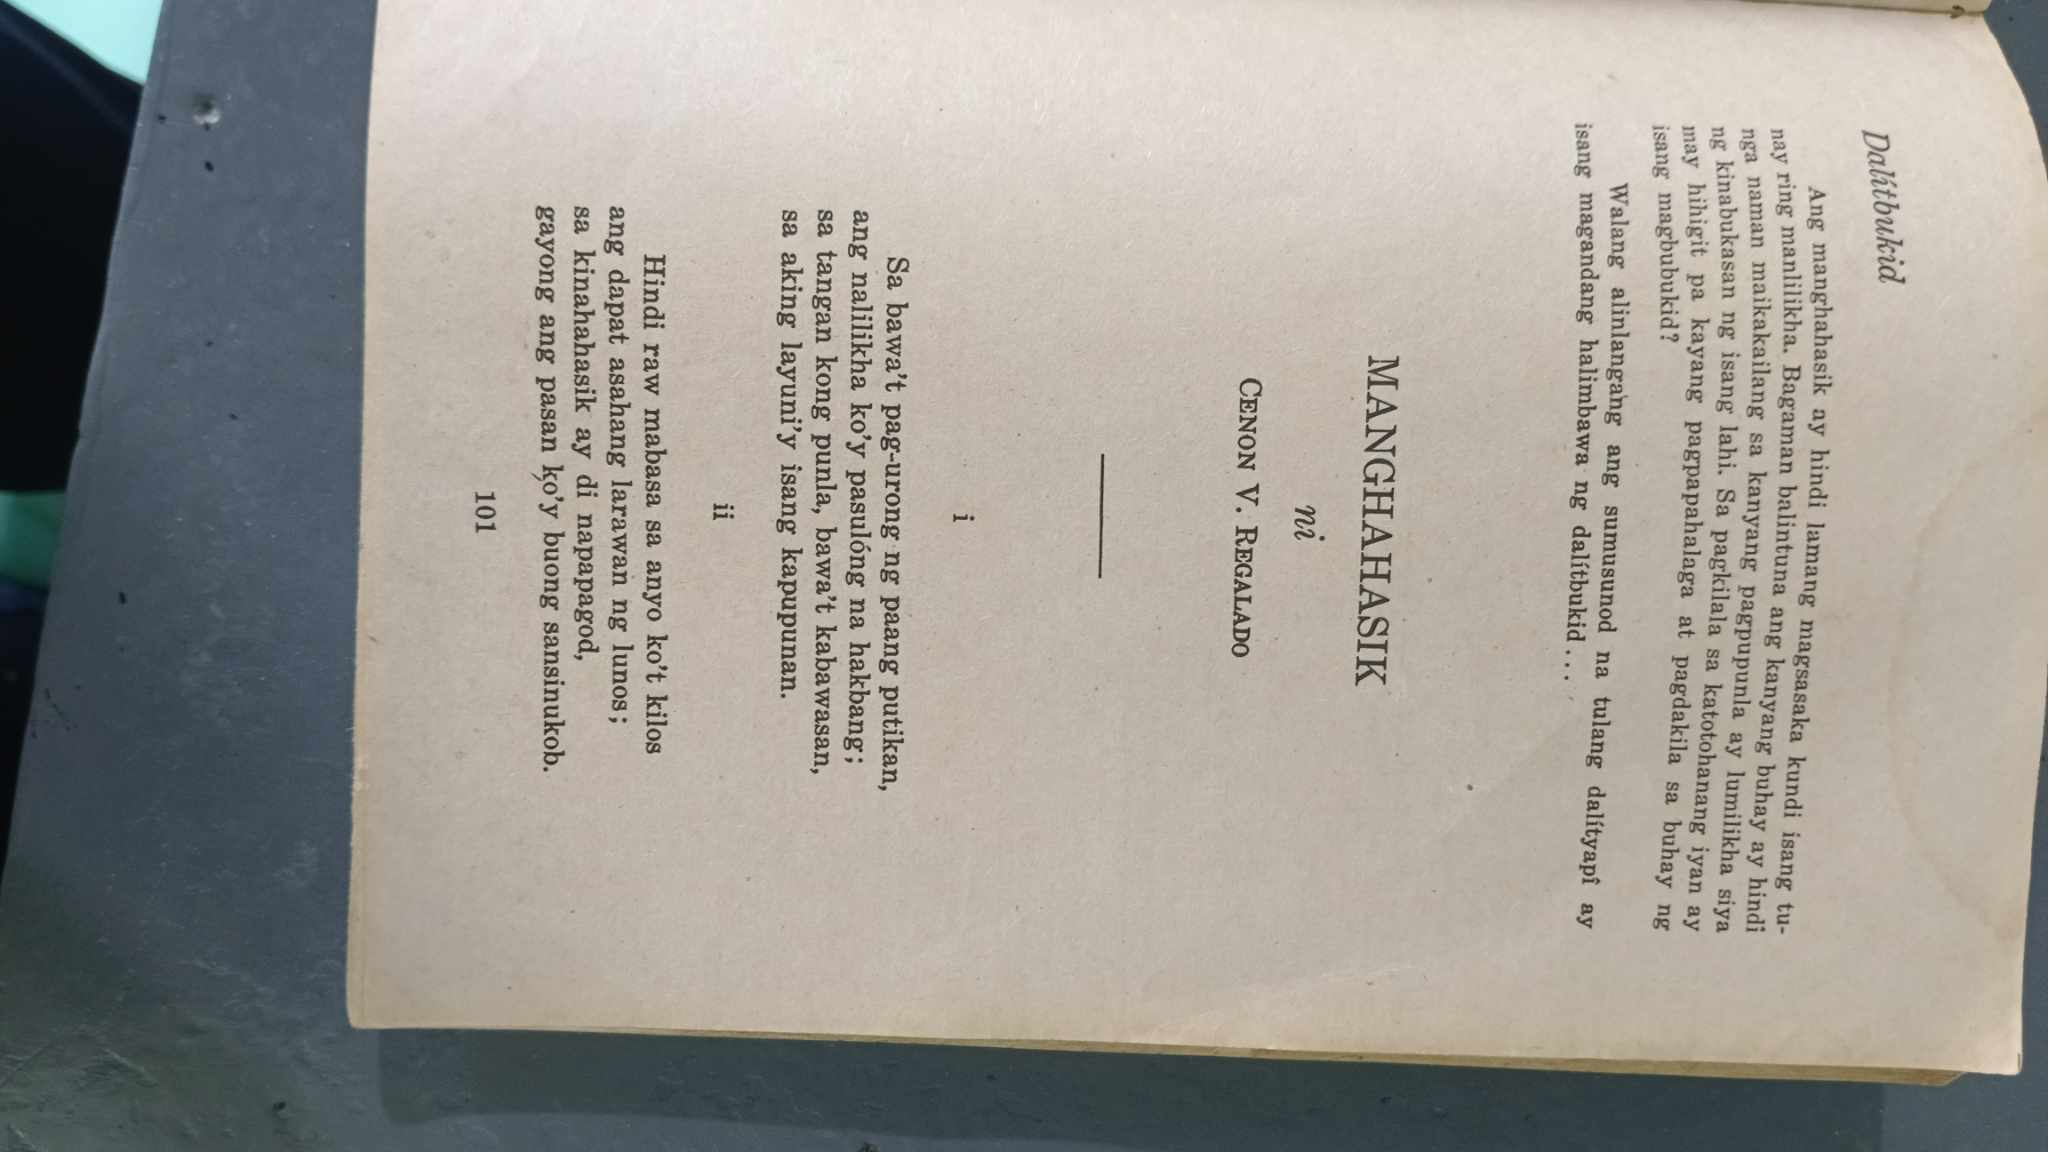 Dalítbukid
Ang manghahasik ay hindi lamang magsasaka kundi isang tu-
nay ring manlilikha. Bagaman balintuna ang kanyang buhay ay hindi
nga naman maikakailang sa kanyang pagpupunla ay lumilikha siya
ng kinabukasan ng isang lahi. Sa pagkilala sa katotohanang iyan ay
may hihigit pa kayang pagpapahalaga at pagdakila sa buhay ng
isang magbubukid?
Walang alinlangang ang sumusunod na tulang dalítyapî ay
isang magandang halimbawa ng dalítbukid...
MANGHAHASIK
ni
CENON V. REGALADO
i
Sa bawa't pag-urong ng paang putikan,
ang nalilikha ko'y pasulóng na hakbang;
sa tangan kong punla, bawa't kabawasan,
sa aking layuni'y isang kapupunan.
ii
Hindi raw mabasa sa anyo ko't kilos
ang dapat asahang larawan ng lunos;
sa kinahahasik ay di napapagod,
gayong ang pasan ko'y buong sansinukob.
101